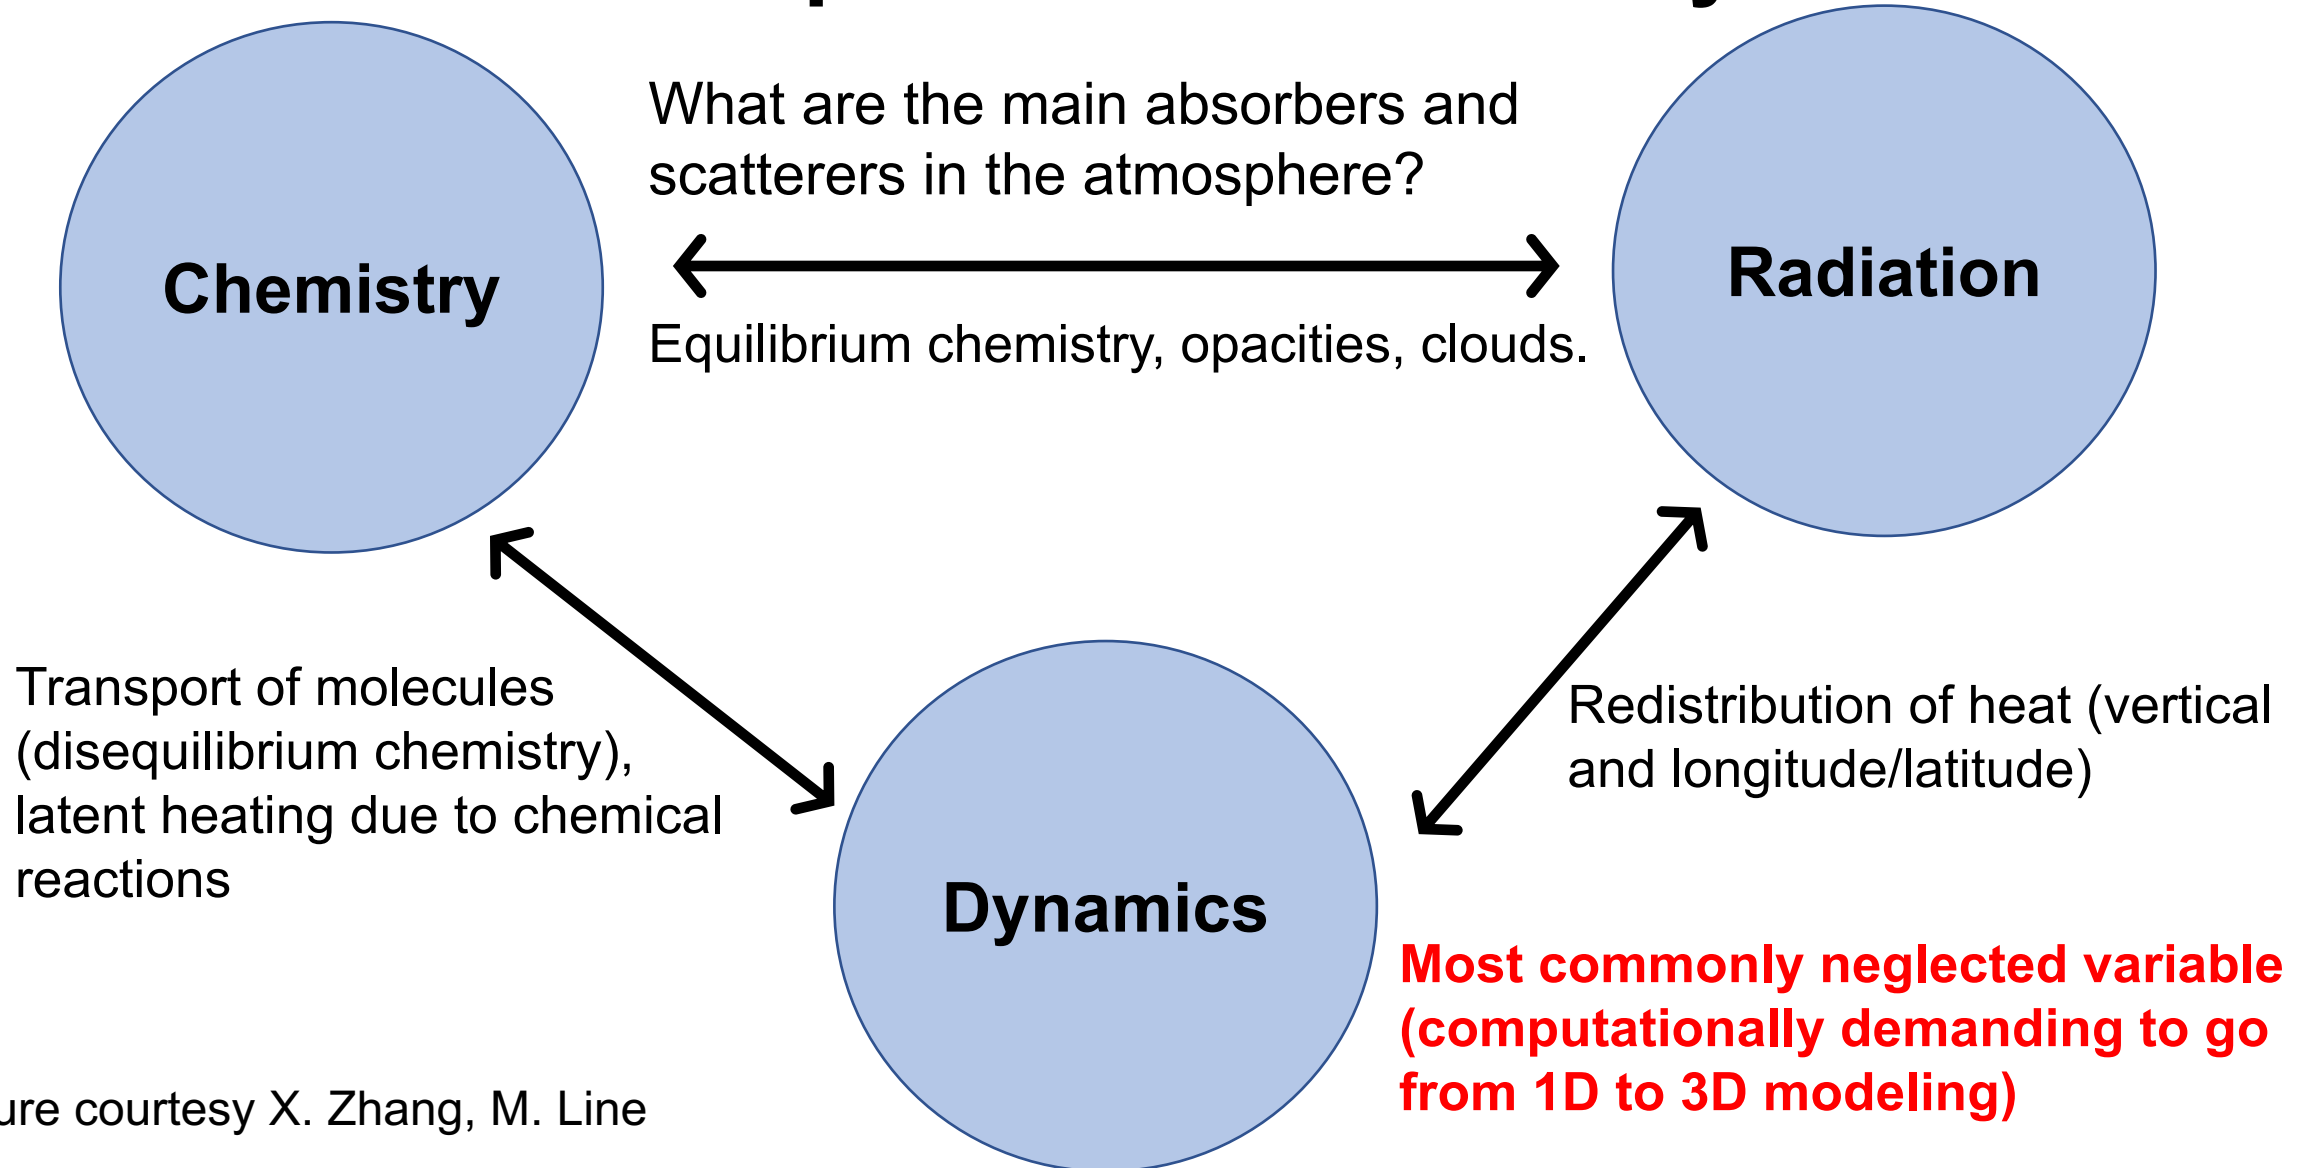 What are the main absorbers and
scatterers in the atmosphere?
Chemistry
Radiation
Equilibrium chemistry, opacities, clouds.
Transport of molecules
(disequilibrium chemistry),
latent heating due to chemical
reactions
Redistribution of heat (vertical
and longitude/latitude)
Dynamics
Most commonly neglected variable
(computationally demanding to go
from 1D to 3D modeling)
courtesy X. Zhang, M. Line